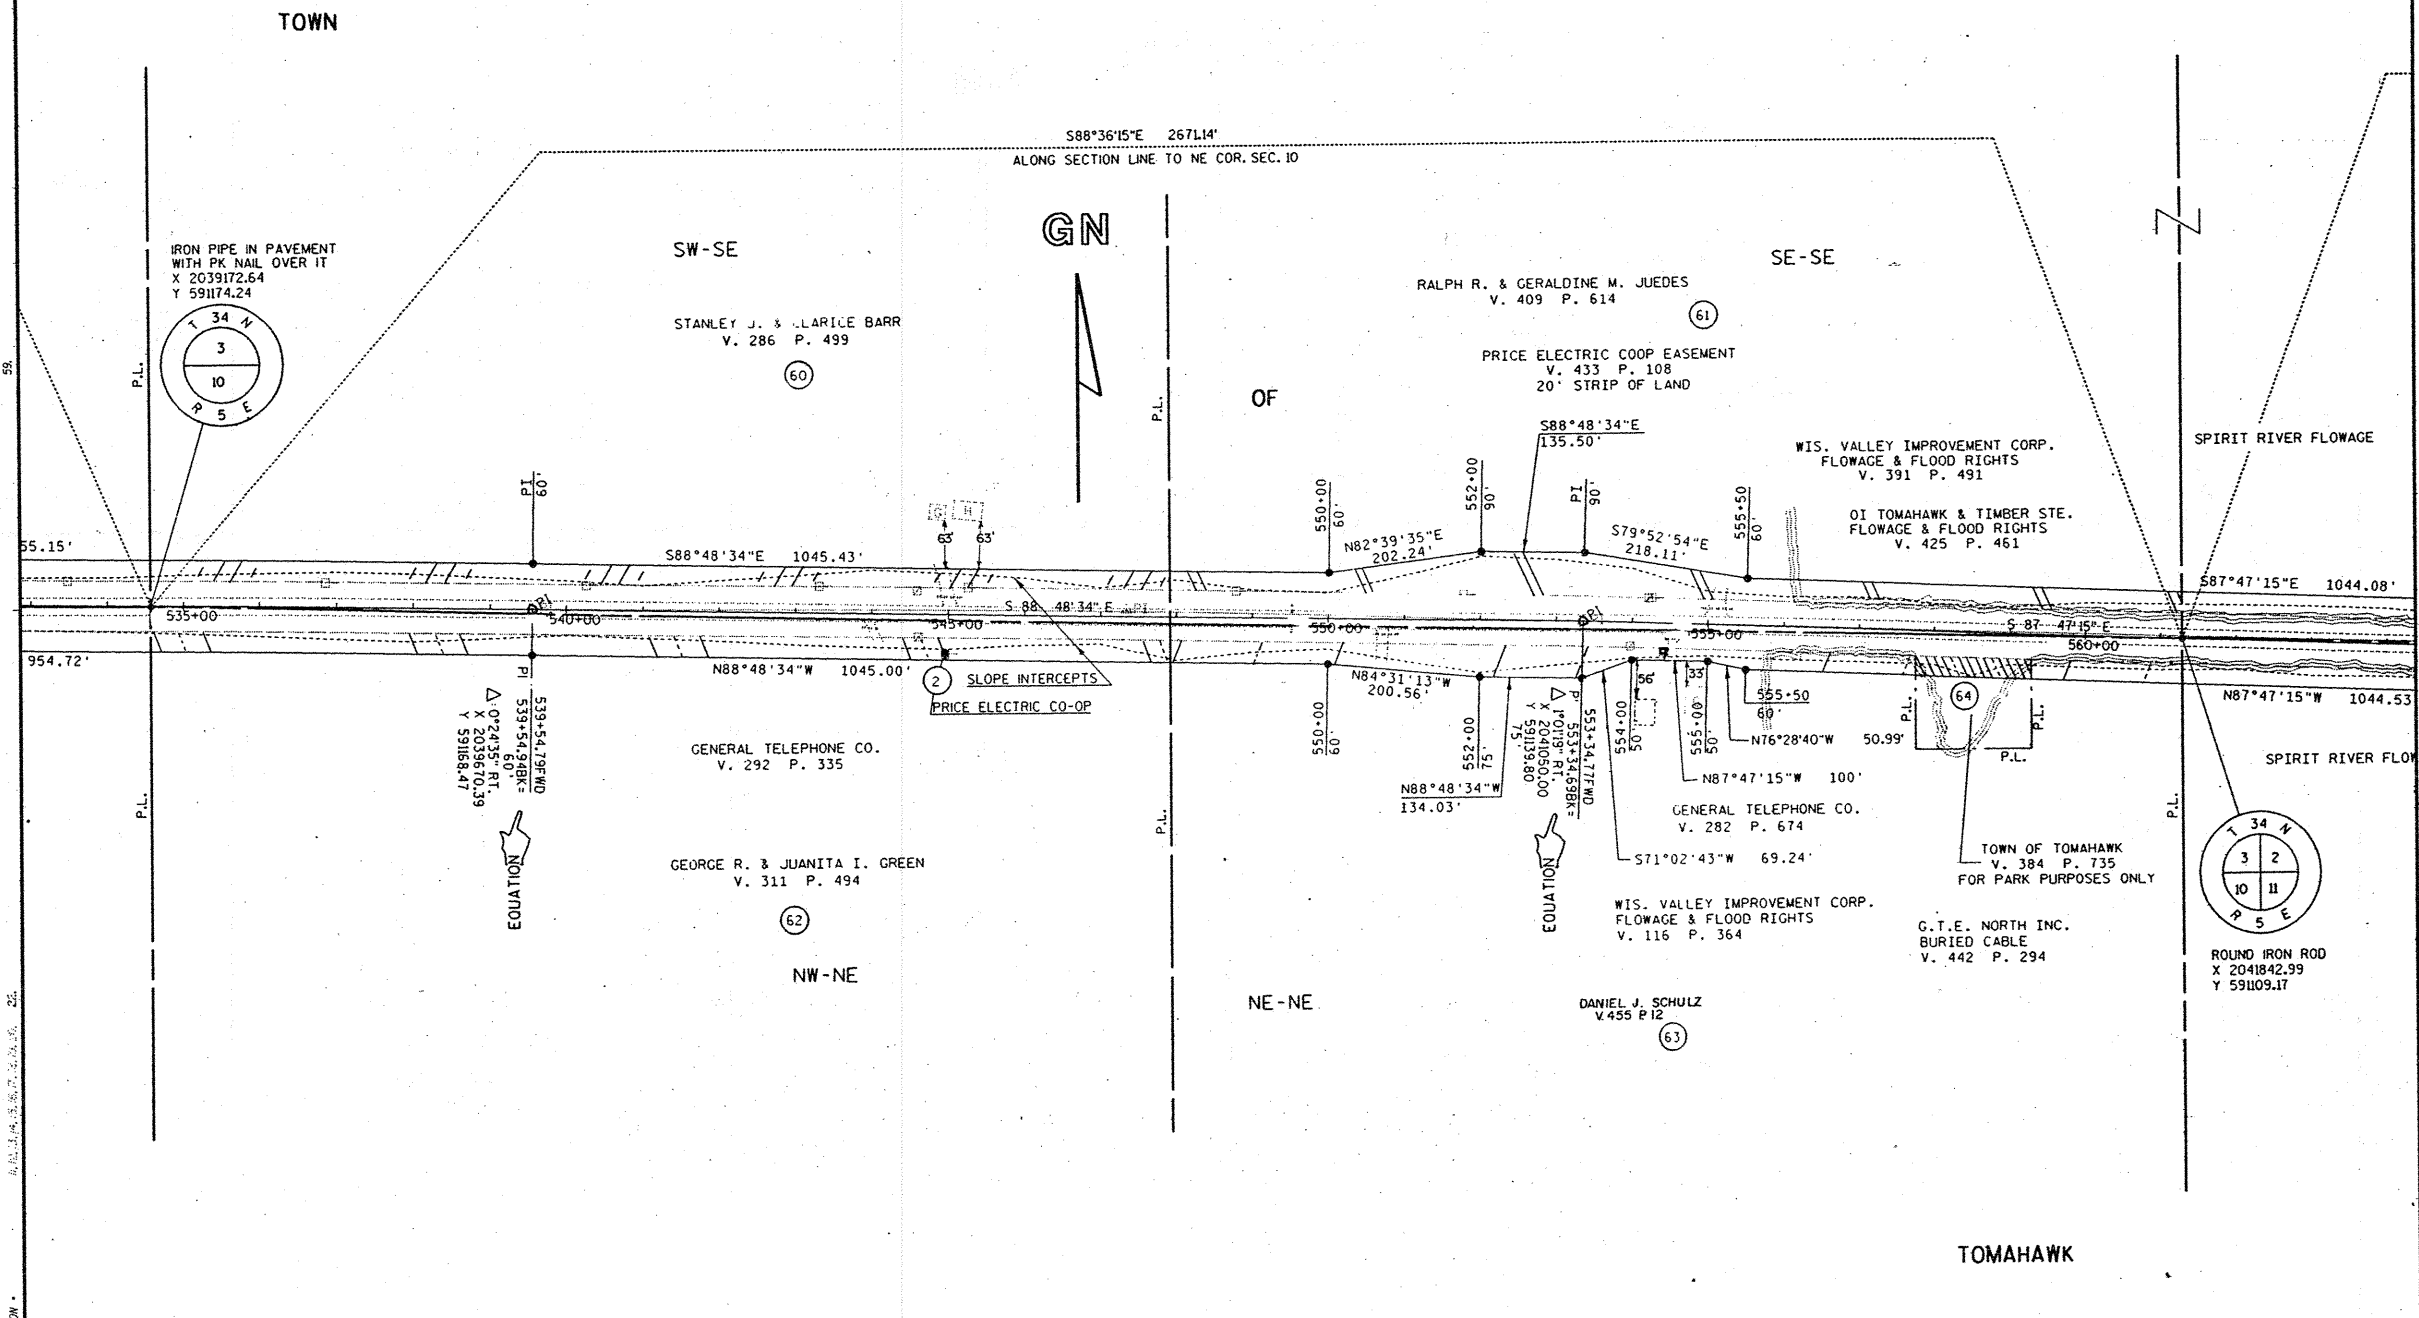 TOWN
S88°36'15"E 2671.14'
ALONG SECTION LINE TO NE COR. SEC. 10
GN
IRON PIPE IN PAVEMENT
WITH PK NAIL OVER IT
X 2039172.64
Y 591174.24
T 34 N
3
10
R 5 E
P.L.
SW-SE
STANLEY J. & CLARICE BARR
V. 286 P. 499
60
P.L.
OF
SE-SE
RALPH R. & GERALDINE M. JUEDES
V. 409 P. 614
61
PRICE ELECTRIC COOP EASEMENT
V. 433 P. 108
20' STRIP OF LAND
S88°48'34"E
135.50'
WIS. VALLEY IMPROVEMENT CORP.
FLOWAGE & FLOOD RIGHTS
V. 391 P. 491
OI TOMAHAWK & TIMBER STE.
FLOWAGE & FLOOD RIGHTS
V. 425 P. 461
SPIRIT RIVER FLOWAGE
59.
PI
60'
550+00
60'
552+00
90'
PI
90'
555+50
60'
G H
63' 63'
55.15'
S88°48'34"E 1045.43'
N82°39'35"E
202.24'
S79°52'54"E
218.11'
S87°47'15"E 1044.08'
S 88 48'34" E
S 87 47'15" E
PI
PI
535+00
540+00
545+00
550+00
555+00
560+00
954.72'
N88°48'34"W 1045.00'
2
SLOPE INTERCEPTS
PRICE ELECTRIC CO-OP
N84°31'13"W
200.56'
56'
33'
555+50
60'
64
N87°47'15"W 1044.53
PI
539+54.79FWD
539+54.94BK=
60'
△=0°24'35" RT.
X 2039670.39
Y 591168.47
EQUATION
550+00
60'
552+00
75'
553+34.77FWD
553+34.69BK=
△ 1°01'19" RT.
X 2041050.00
Y 591139.80
75'
EQUATION
554+00
50'
555+00
50'
N76°28'40"W
50.99'
P.L.
P.L.
P.L.
N87°47'15"W 100'
N88°48'34"W
134.03'
S71°02'43"W 69.24'
GENERAL TELEPHONE CO.
V. 292 P. 335
GENERAL TELEPHONE CO.
V. 282 P. 674
SPIRIT RIVER FLOW
P.L.
P.L.
P.L.
GEORGE R. & JUANITA I. GREEN
V. 311 P. 494
62
NW-NE
TOWN OF TOMAHAWK
V. 384 P. 735
FOR PARK PURPOSES ONLY
T 34 N
3 2
10 11
R 5 E
WIS. VALLEY IMPROVEMENT CORP.
FLOWAGE & FLOOD RIGHTS
V. 116 P. 364
G.T.E. NORTH INC.
BURIED CABLE
V. 442 P. 294
ROUND IRON ROD
X 2041842.99
Y 591109.17
NE-NE
DANIEL J. SCHULZ
V.455 P 12
63
TOMAHAWK